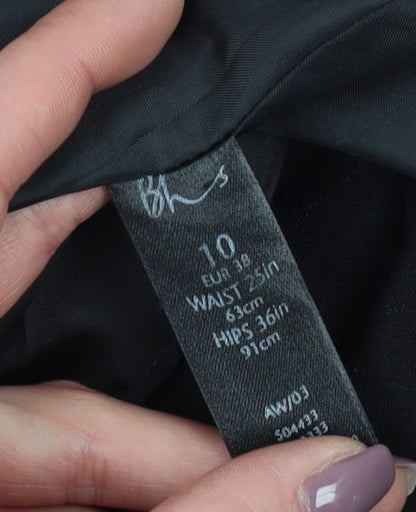 Bhs
10
EUR 38
WAIST 25in
63cm
HIPS 36in
91cm
AW/03
504433